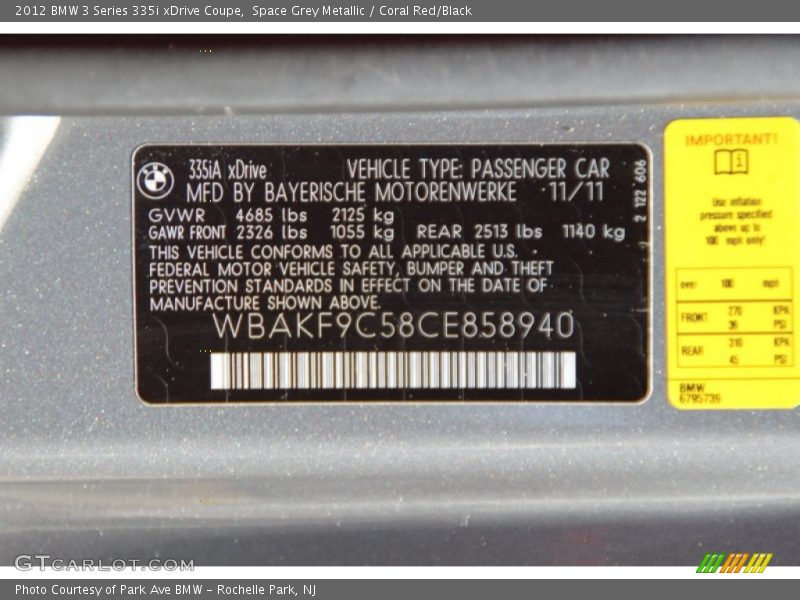 2012 BMW 3 Series 335i xDrive Coupe,  Space Grey Metallic / Coral Red/Black
335iA xDrive VEHICLE TYPE: PASSENGER CAR
MFD BY BAYERISCHE MOTORENWERKE 11/11
GVWR 4685 lbs 2125 kg
GAWR FRONT 2326 lbs 1055 kg REAR 2513 lbs 1140 kg
THIS VEHICLE CONFORMS TO ALL APPLICABLE U.S.
FEDERAL MOTOR VEHICLE SAFETY, BUMPER AND THEFT
PREVENTION STANDARDS IN EFFECT ON THE DATE OF
MANUFACTURE SHOWN ABOVE.
WBAKF9C58CE858940
2 122 606
IMPORTANT!
Use inflation
pressure specified
above up to
100 mph only!
over 100 mph
FRONT 270 KPA
36 PSI
REAR 310 KPA
45 PSI
BMW
6795739
GTCARLOT.COM
Photo Courtesy of Park Ave BMW - Rochelle Park, NJ